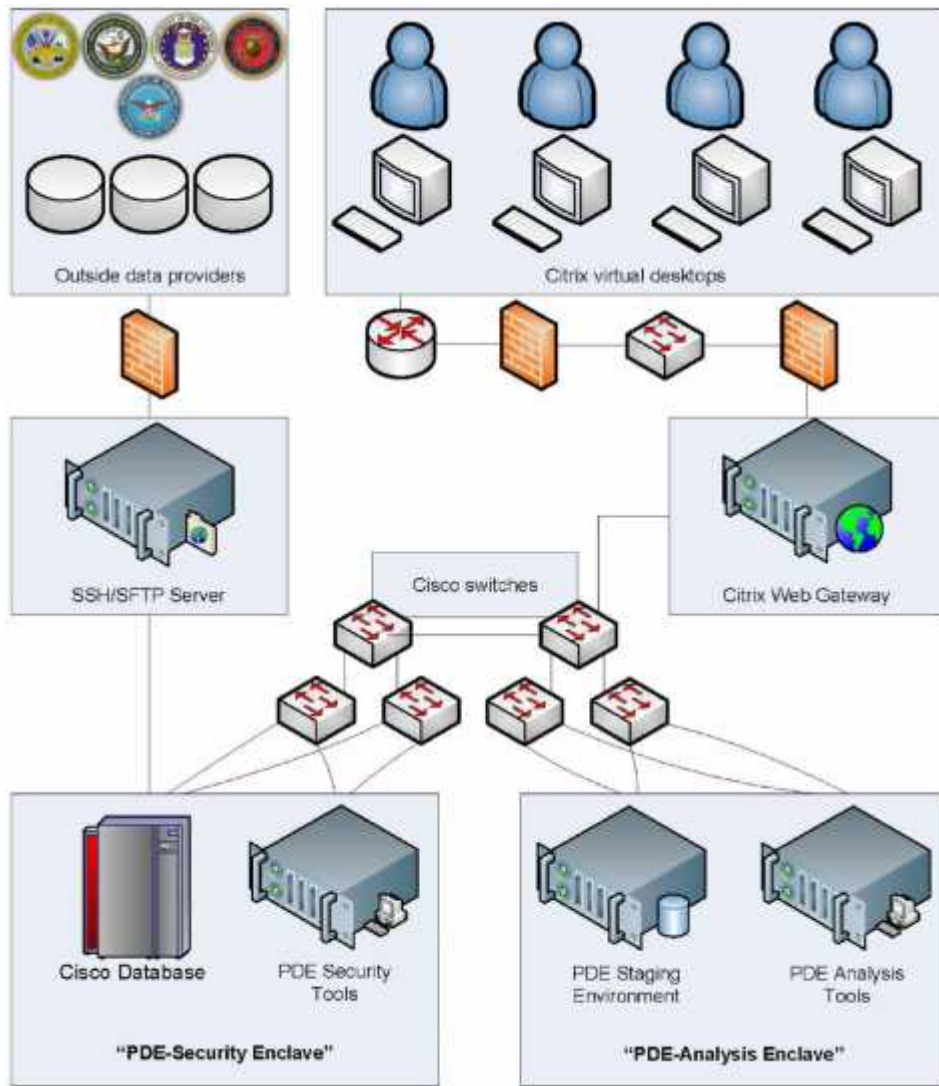 Outside data providers
Citrix virtual desktops
SSH/SFTP Server
Cisco switches
Citrix Web Gateway
Cisco Database
PDE Security
Tools
PDE Staging
Environment
PDE Analysis
Tools
“PDE-Security Enclave”
“PDE-Analysis Enclave”